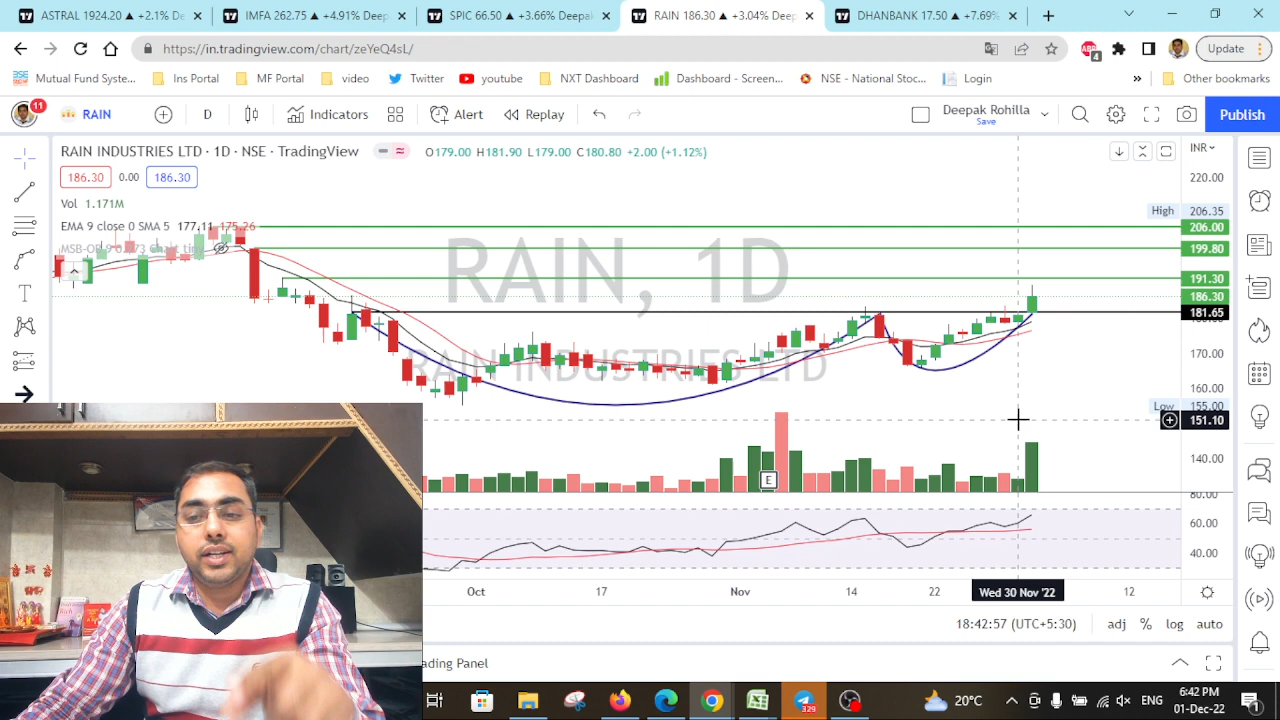 ASTRAL 1924.00 ▲ +2.1% De
IMFA 262.75 ▲ +4.91% Deep
SPIC 66.50 ▲ +3.66% Deepak
RAIN 186.30 ▲ +3.04% Deep
DHANBANK 17.50 ▲ +7.69%
https://in.tradingview.com/chart/zeYeQ4sL/
4
Update
Mutual Fund Syste...
Ins Portal
MF Portal
video
Twitter
youtube
NXT Dashboard
Dashboard - Screen...
NSE - National Stoc...
Login
»
Other bookmarks
11
RAIN
D
Indicators
Alert
Replay
Deepak Rohilla
Save
Publish
RAIN INDUSTRIES LTD · 1D · NSE · TradingView
O179.00 H181.90 L179.00 C180.80 +2.00 (+1.12%)
INR
186.30
0.00
186.30
220.00
Vol 1.171M
High 206.35
EMA 9 close 0 SMA 5 177.11 175.26
206.00
199.80
RAIN, 1D
191.30
186.30
181.65
RAIN INDUSTRIES LTD
170.00
160.00
Low 155.00
151.10
140.00
E
80.00
60.00
40.00
Oct
17
Nov
14
22
Wed 30 Nov '22
12
18:42:57 (UTC+5:30)
adj
%
log
auto
ading Panel
329
20°C
ENG
6:42 PM
01-Dec-22
1